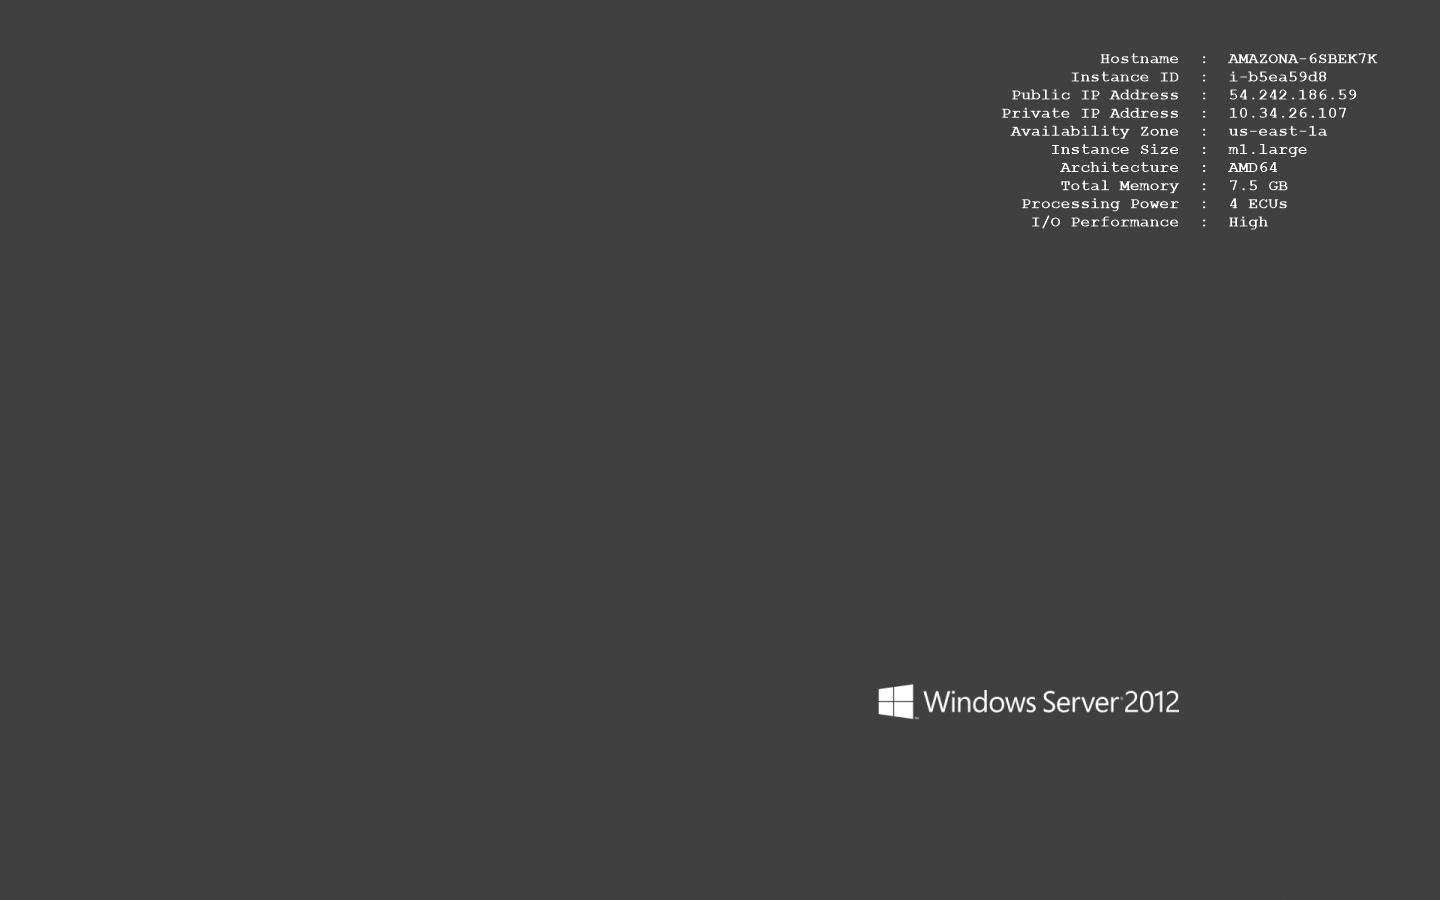 Hostname : AMAZONA-6SBEK7K
Instance ID : i-b5ea59d8
Public IP Address : 54.242.186.59
Private IP Address : 10.34.26.107
Availability Zone : us-east-1a
Instance Size : m1.large
Architecture : AMD64
Total Memory : 7.5 GB
Processing Power : 4 ECUs
I/O Performance : High
Windows Server 2012